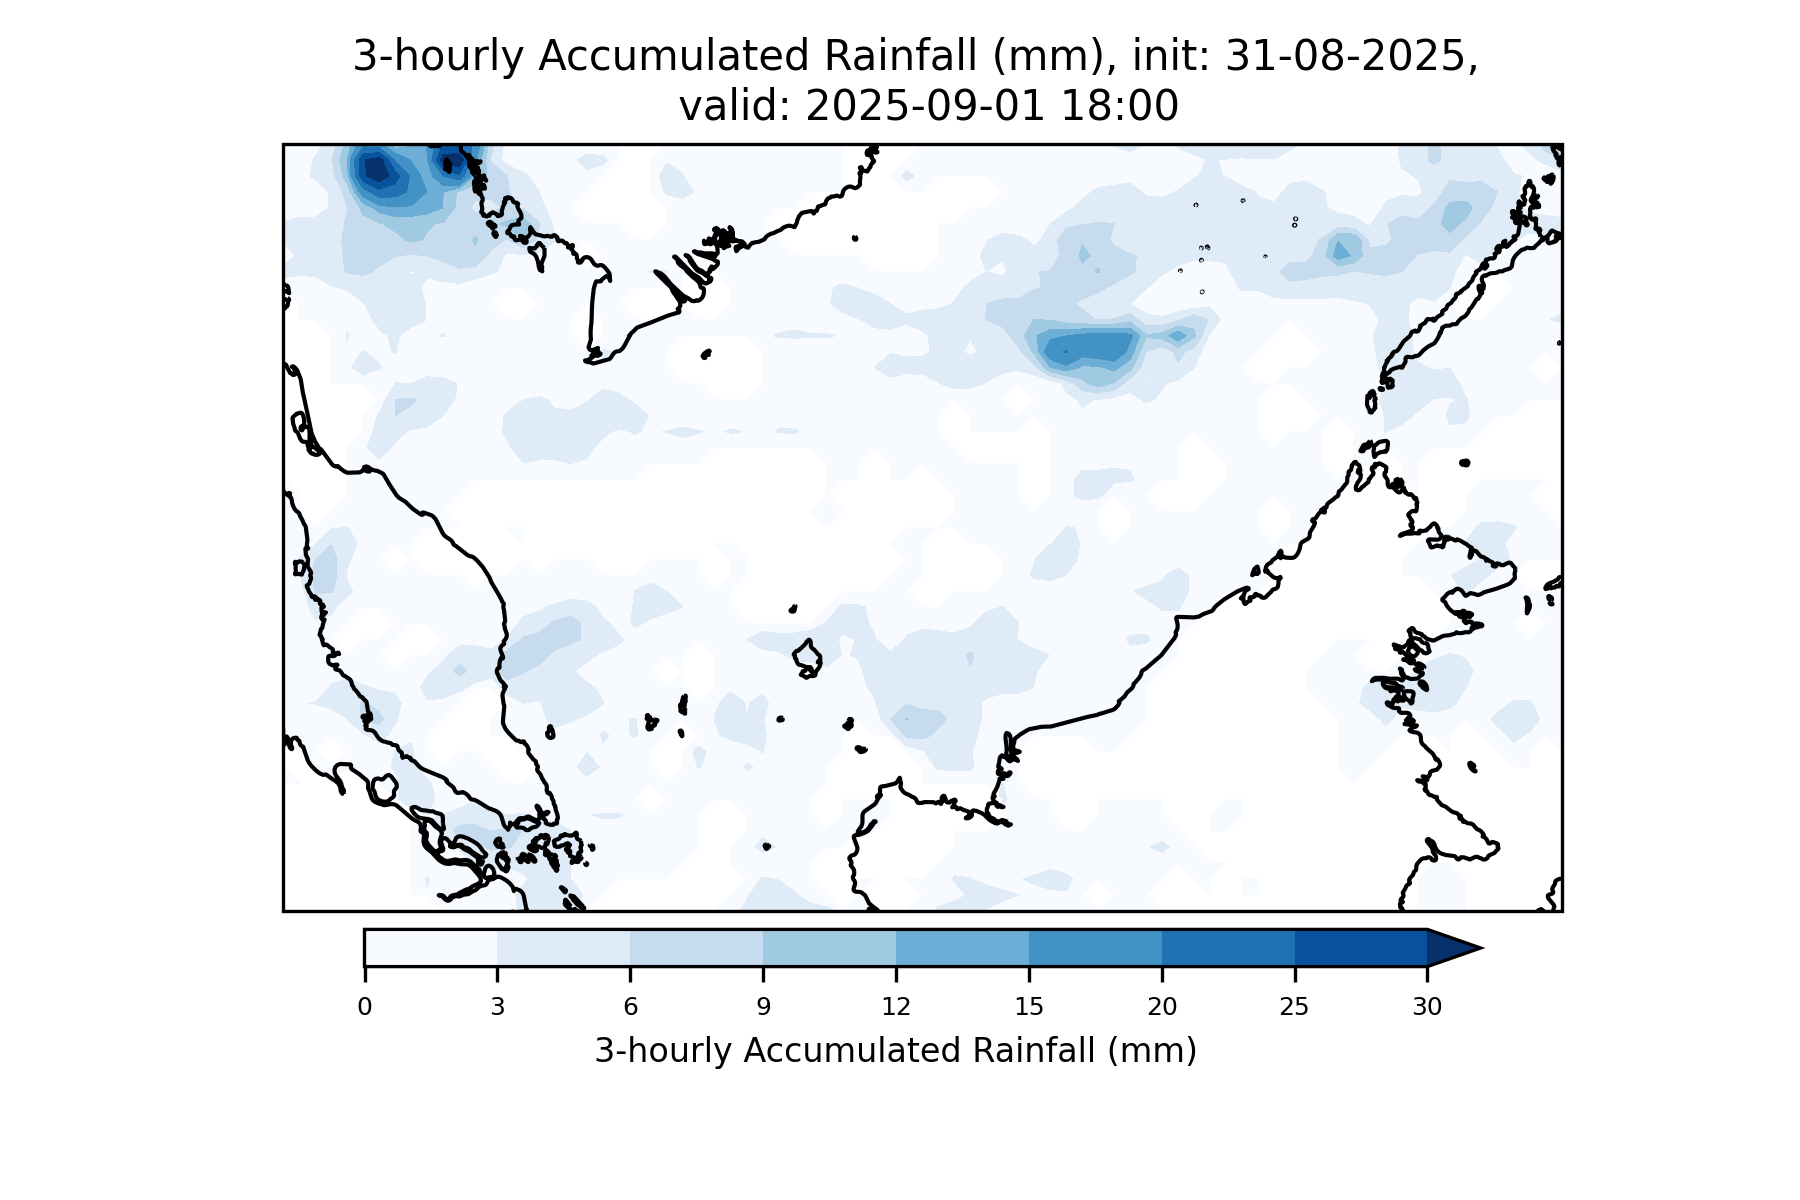 3-hourly Accumulated Rainfall (mm), init: 31-08-2025,
valid: 2025-09-01 18:00
0 3 6 9 12 15 20 25 30
3-hourly Accumulated Rainfall (mm)